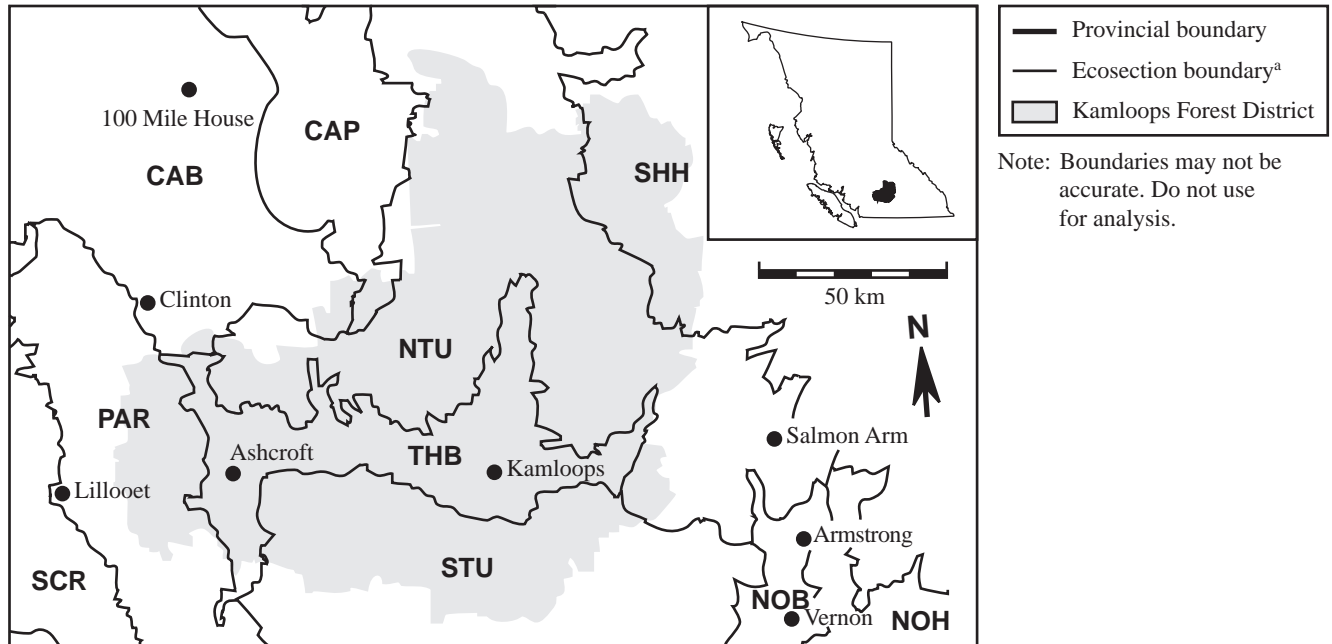 100 Mile House
CAP
CAB
SHH
Clinton
50 km
N
NTU
PAR
Ashcroft
THB
Kamloops
Salmon Arm
Lillooet
Armstrong
STU
SCR
NOB
Vernon
NOH
Provincial boundary
Ecosection boundaryᵃ
Kamloops Forest District
Note: Boundaries may not be
accurate. Do not use
for analysis.